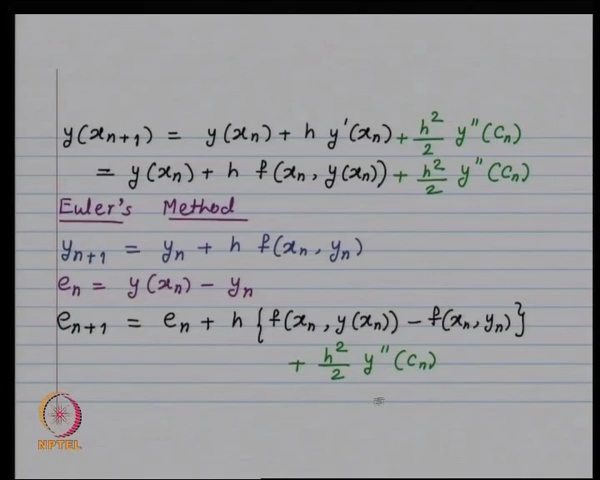 y(xₙ₊₁) = y(xₙ) + h y'(xₙ) + h²/2 y''(cₙ)
= y(xₙ) + h f(xₙ, y(xₙ)) + h²/2 y''(cₙ)
Euler's Method
yₙ₊₁ = yₙ + h f(xₙ, yₙ)
eₙ = y(xₙ) - yₙ
eₙ₊₁ = eₙ + h {f(xₙ, y(xₙ)) - f(xₙ, yₙ)}
+ h²/2 y''(cₙ)
NPTEL